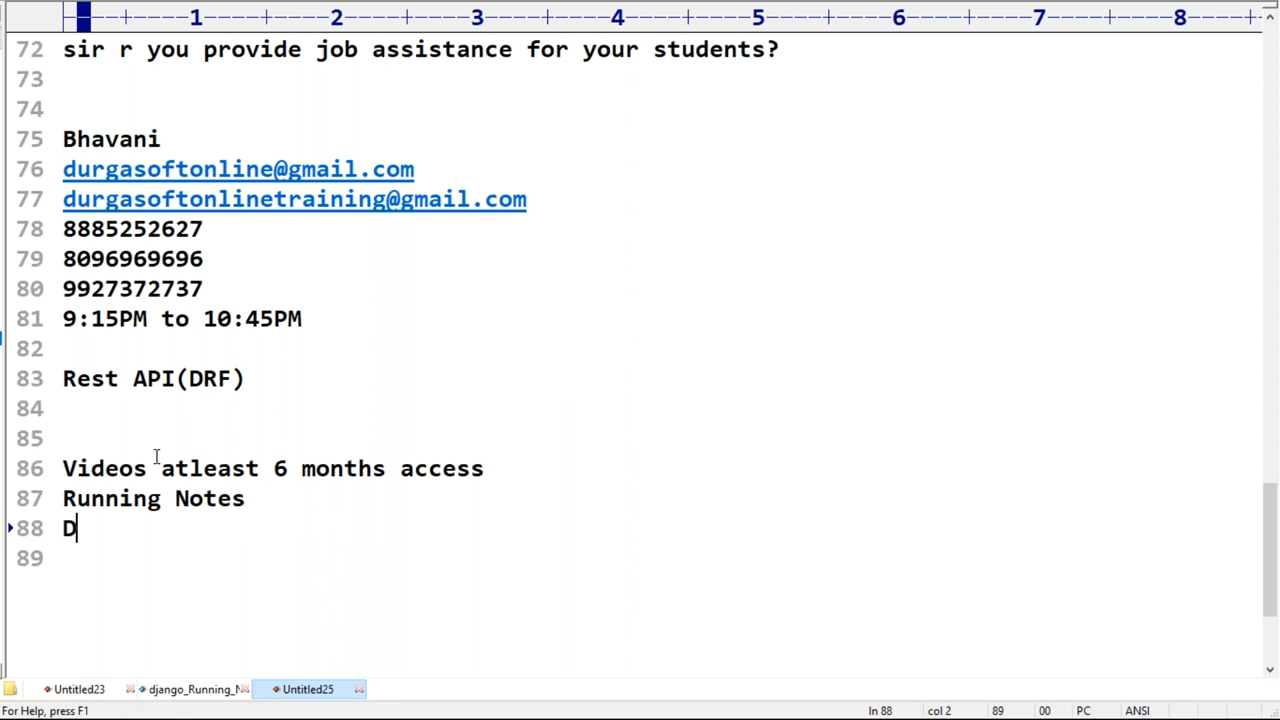 1 2 3 4 5 6 7 8
72 sir r you provide job assistance for your students?
73
74
75 Bhavani
76 durgasoftonline@gmail.com
77 durgasoftonlinetraining@gmail.com
78 8885252627
79 8096969696
80 9927372737
81 9:15PM to 10:45PM
82
83 Rest API(DRF)
84
85
86 Videos atleast 6 months access
87 Running Notes
88 D
89
Untitled23 django_Running_N Untitled25
For Help, press F1 ln 88 col 2 89 00 PC ANSI